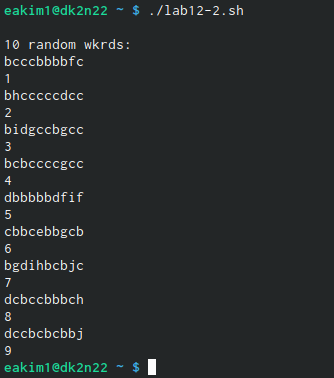 eakim1@dk2n22 ~ $ ./lab12-2.sh
10 random wkrds:
bcccbbbbfc
1
bhcccccdcc
2
bidgccbgcc
3
bcbccccgcc
4
dbbbbbdfif
5
cbbcebbgcb
6
bgdihbcbjc
7
dcbccbbbch
8
dccbcbcbbj
9
eakim1@dk2n22 ~ $